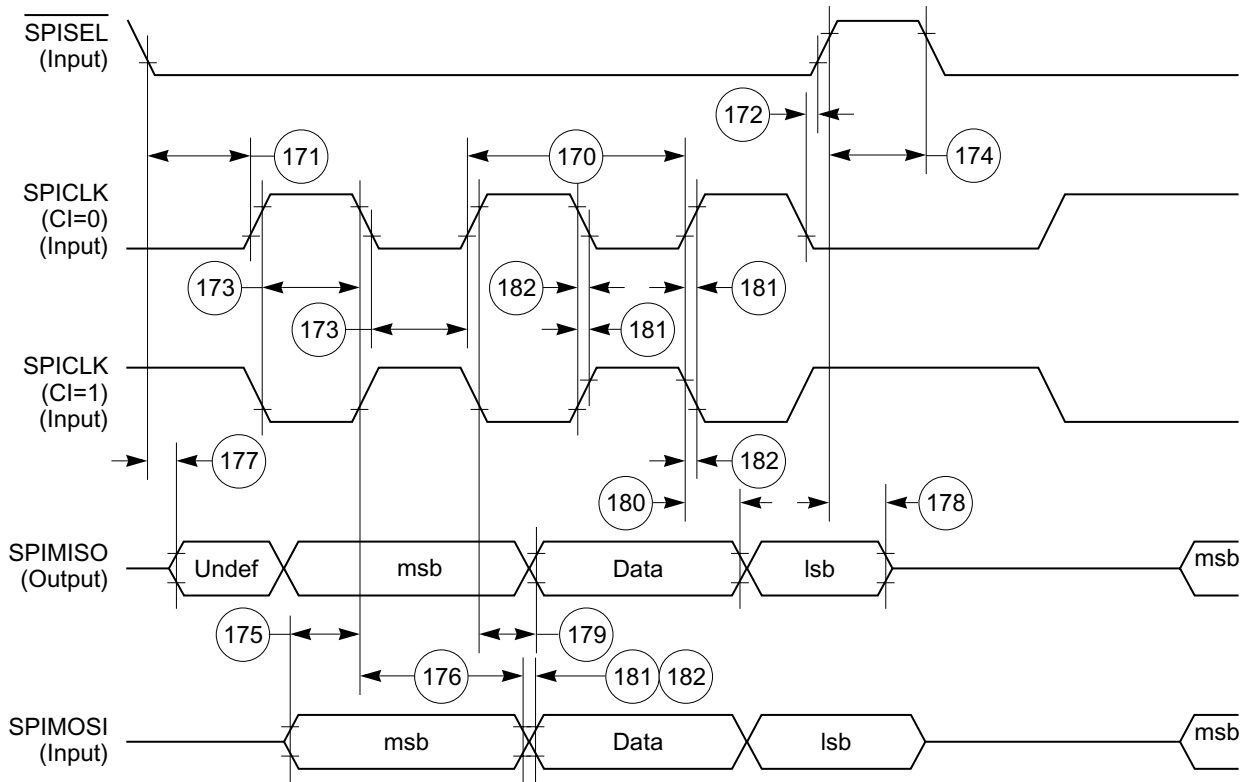 SPISEL
(Input)
172
171
170
174
SPICLK
(CI=0)
(Input)
173
182
181
173
181
SPICLK
(CI=1)
(Input)
177
182
180
178
SPIMISO
(Output)
Undef
msb
Data
lsb
msb
175
179
176
181
182
SPIMOSI
(Input)
msb
Data
lsb
msb